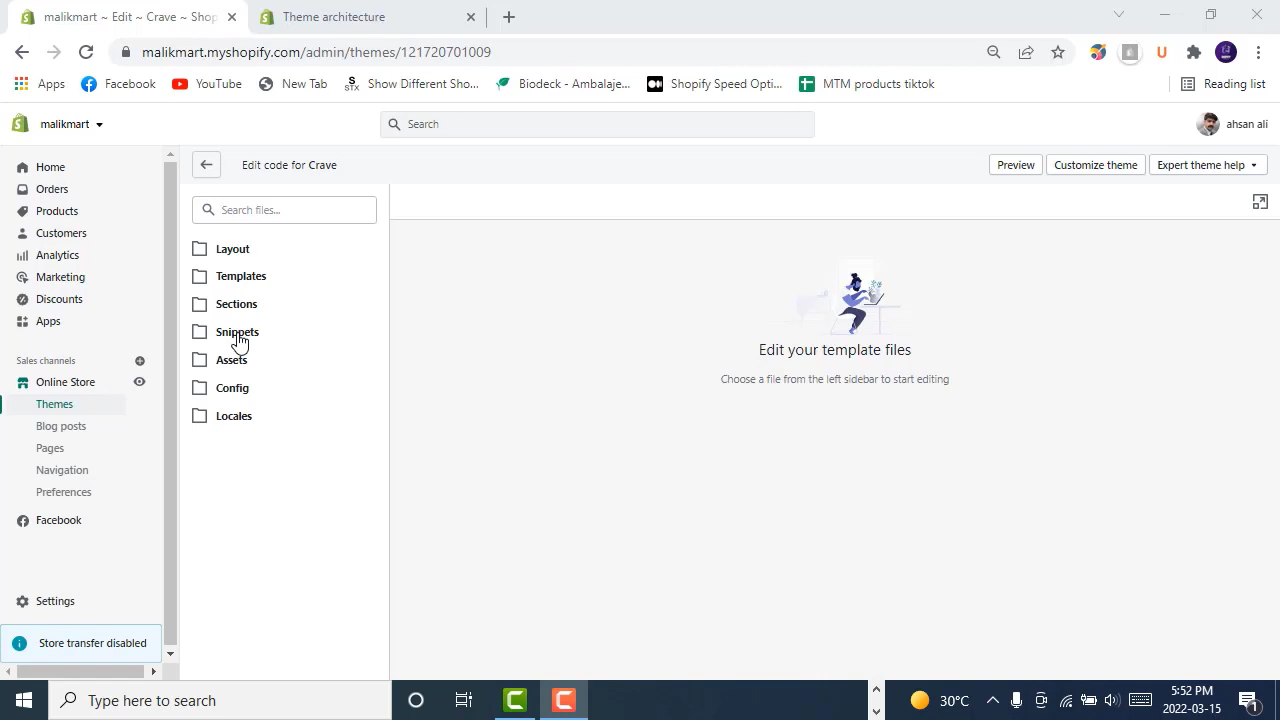 malikmart ~ Edit ~ Crave ~ Shop
Theme architecture
malikmart.myshopify.com/admin/themes/121720701009
Apps
Facebook
YouTube
New Tab
STX
Show Different Sho...
Biodeck - Ambalaje...
Shopify Speed Opti...
MTM products tiktok
Reading list
malikmart
Search
ahsan ali
Home
Orders
Products
Customers
Analytics
Marketing
Discounts
Apps
Sales channels
Online Store
Themes
Blog posts
Pages
Navigation
Preferences
Facebook
Settings
Store transfer disabled
Edit code for Crave
Preview
Customize theme
Expert theme help
Search files...
Layout
Templates
Sections
Snippets
Assets
Config
Locales
Edit your template files
Choose a file from the left sidebar to start editing
Type here to search
30°C
5:52 PM
2022-03-15
1